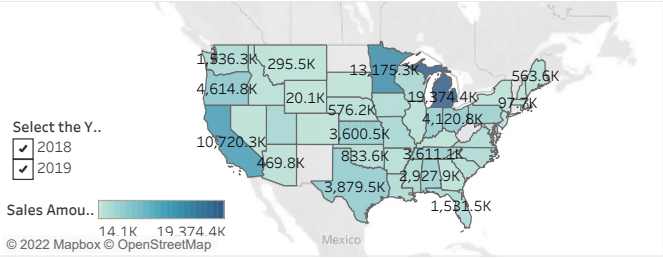 1,536.3K
295.5K
13,175.3K
563.6K
4,614.8K
20.1K
19,374.4K
97.7K
576.2K
4,120.8K
Select the Y..
3,600.5K
2018
10,720.3K
469.8K
833.6K
3,611.1K
2019
3,879.5K
2,927.9K
Sales Amou..
1,531.5K
14.1K 19,374.4K
© 2022 Mapbox © OpenStreetMap
Mexico